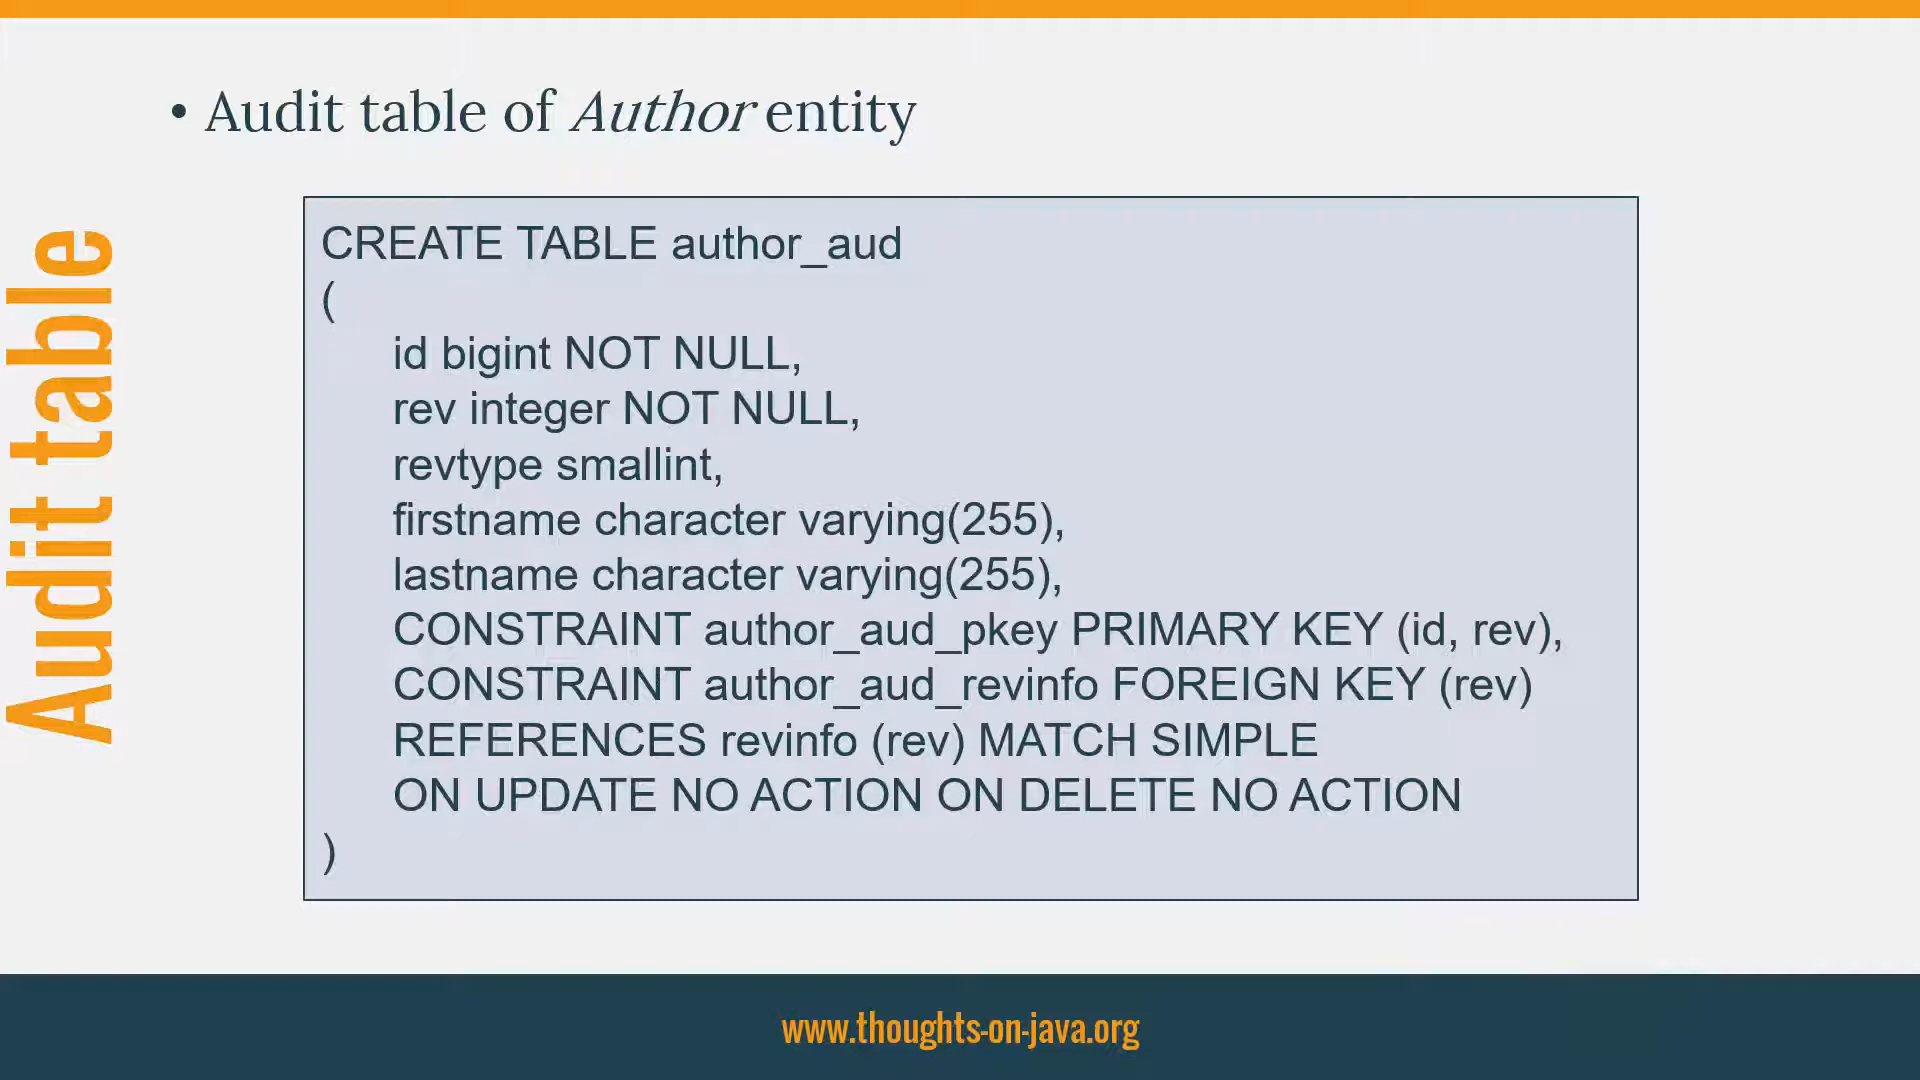 • Audit table of Author entity
Audit table
CREATE TABLE author_aud
(
id bigint NOT NULL,
rev integer NOT NULL,
revtype smallint,
firstname character varying(255),
lastname character varying(255),
CONSTRAINT author_aud_pkey PRIMARY KEY (id, rev),
CONSTRAINT author_aud_revinfo FOREIGN KEY (rev)
REFERENCES revinfo (rev) MATCH SIMPLE
ON UPDATE NO ACTION ON DELETE NO ACTION
)
www.thoughts-on-java.org